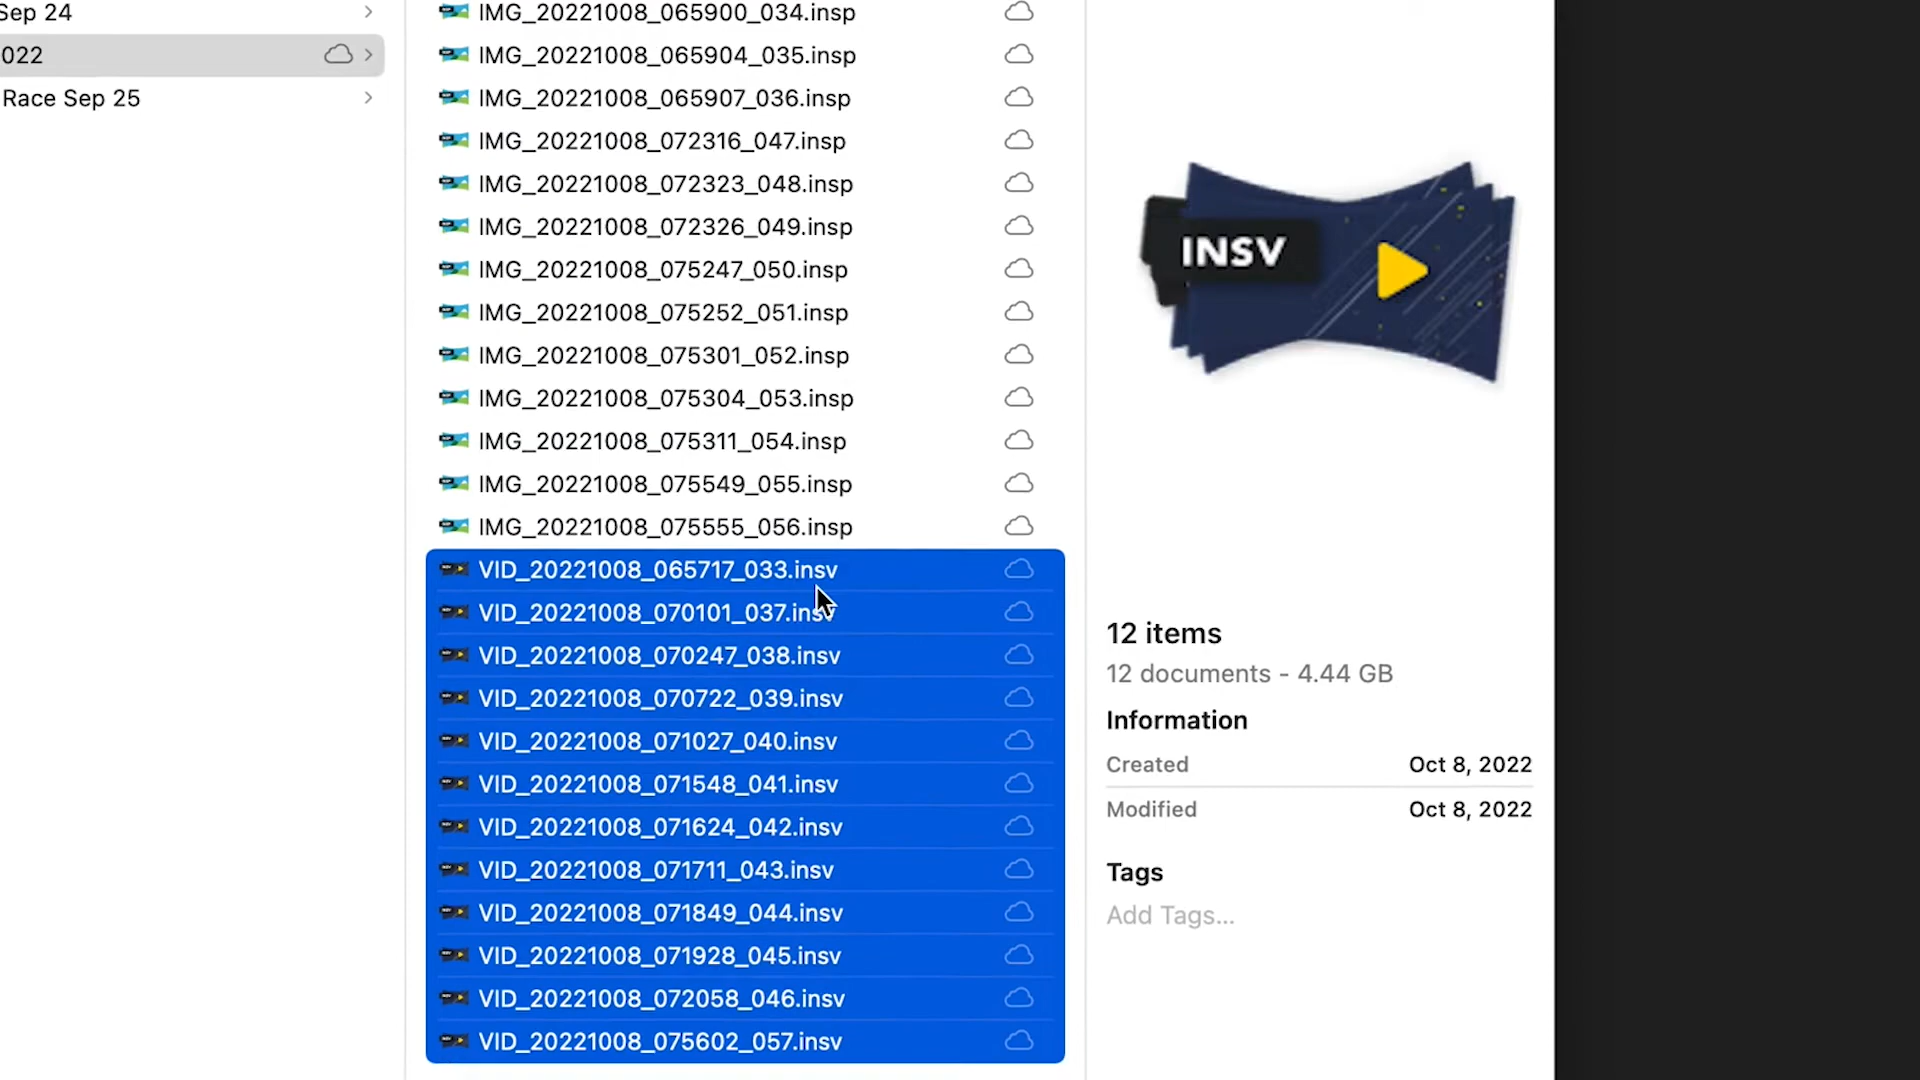 Sep 24
022
Race Sep 25
IMG_20221008_065900_034.insp
IMG_20221008_065904_035.insp
IMG_20221008_065907_036.insp
IMG_20221008_072316_047.insp
IMG_20221008_072323_048.insp
IMG_20221008_072326_049.insp
IMG_20221008_075247_050.insp
IMG_20221008_075252_051.insp
IMG_20221008_075301_052.insp
IMG_20221008_075304_053.insp
IMG_20221008_075311_054.insp
IMG_20221008_075549_055.insp
IMG_20221008_075555_056.insp
VID_20221008_065717_033.insv
VID_20221008_070101_037.insv
VID_20221008_070247_038.insv
VID_20221008_070722_039.insv
VID_20221008_071027_040.insv
VID_20221008_071548_041.insv
VID_20221008_071624_042.insv
VID_20221008_071711_043.insv
VID_20221008_071849_044.insv
VID_20221008_071928_045.insv
VID_20221008_072058_046.insv
VID_20221008_075602_057.insv
INSV
12 items
12 documents - 4.44 GB
Information
Created Oct 8, 2022
Modified Oct 8, 2022
Tags
Add Tags...